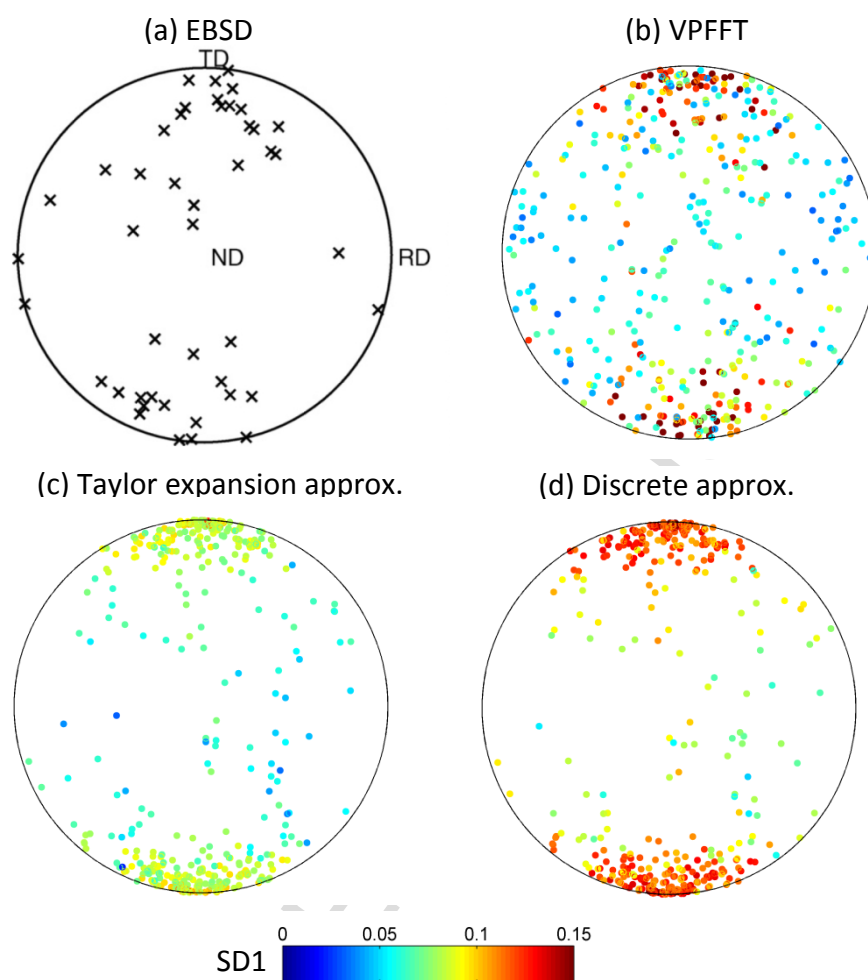 (a) EBSD
(b) VPFFT
TD
ND
RD
(c) Taylor expansion approx.
(d) Discrete approx.
SD1
0
0.05
0.1
0.15